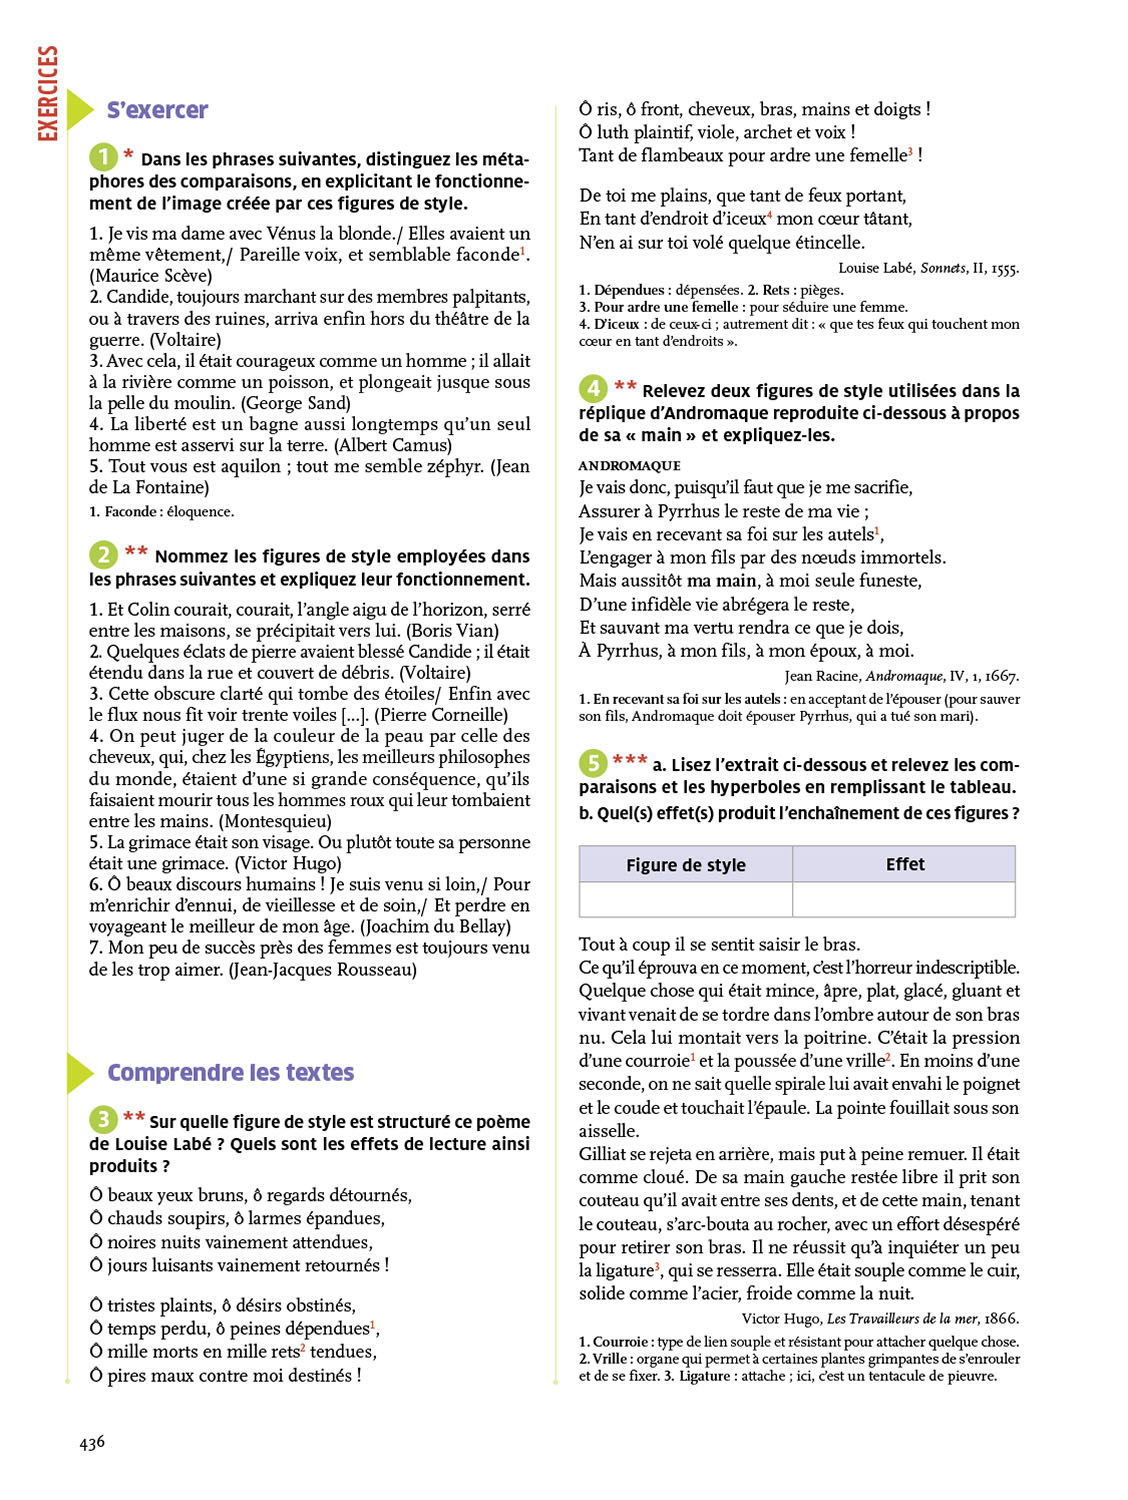 EXERCICES
S'exercer
1 * Dans les phrases suivantes, distinguez les méta-
phores des comparaisons, en explicitant le fonctionne-
ment de l'image créée par ces figures de style.
1. Je vis ma dame avec Vénus la blonde./ Elles avaient un
même vêtement,/ Pareille voix, et semblable faconde1.
(Maurice Scève)
2. Candide, toujours marchant sur des membres palpitants,
ou à travers des ruines, arriva enfin hors du théâtre de la
guerre. (Voltaire)
3. Avec cela, il était courageux comme un homme ; il allait
à la rivière comme un poisson, et plongeait jusque sous
la pelle du moulin. (George Sand)
4. La liberté est un bagne aussi longtemps qu'un seul
homme est asservi sur la terre. (Albert Camus)
5. Tout vous est aquilon ; tout me semble zéphyr. (Jean
de La Fontaine)
1. Faconde : éloquence.
2 ** Nommez les figures de style employées dans
les phrases suivantes et expliquez leur fonctionnement.
1. Et Colin courait, courait, l'angle aigu de l'horizon, serré
entre les maisons, se précipitait vers lui. (Boris Vian)
2. Quelques éclats de pierre avaient blessé Candide ; il était
étendu dans la rue et couvert de débris. (Voltaire)
3. Cette obscure clarté qui tombe des étoiles/ Enfin avec
le flux nous fit voir trente voiles [...]. (Pierre Corneille)
4. On peut juger de la couleur de la peau par celle des
cheveux, qui, chez les Égyptiens, les meilleurs philosophes
du monde, étaient d'une si grande conséquence, qu'ils
faisaient mourir tous les hommes roux qui leur tombaient
entre les mains. (Montesquieu)
5. La grimace était son visage. Ou plutôt toute sa personne
était une grimace. (Victor Hugo)
6. Ô beaux discours humains ! Je suis venu si loin,/ Pour
m'enrichir d'ennui, de vieillesse et de soin,/ Et perdre en
voyageant le meilleur de mon âge. (Joachim du Bellay)
7. Mon peu de succès près des femmes est toujours venu
de les trop aimer. (Jean-Jacques Rousseau)
Comprendre les textes
3 ** Sur quelle figure de style est structuré ce poème
de Louise Labé ? Quels sont les effets de lecture ainsi
produits ?
Ô beaux yeux bruns, ô regards détournés,
Ô chauds soupirs, ô larmes épandues,
Ô noires nuits vainement attendues,
Ô jours luisants vainement retournés !
Ô tristes plaints, ô désirs obstinés,
Ô temps perdu, ô peines dépendues1,
Ô mille morts en mille rets2 tendues,
Ô pires maux contre moi destinés !
Ô ris, ô front, cheveux, bras, mains et doigts !
Ô luth plaintif, viole, archet et voix !
Tant de flambeaux pour ardre une femelle3 !
De toi me plains, que tant de feux portant,
En tant d'endroit d'iceux4 mon cœur tâtant,
N'en ai sur toi volé quelque étincelle.
Louise Labé, Sonnets, II, 1555.
1. Dépendues : dépensées. 2. Rets : pièges.
3. Pour ardre une femelle : pour séduire une femme.
4. D'iceux : de ceux-ci ; autrement dit : « que tes feux qui touchent mon
cœur en tant d'endroits ».
4 ** Relevez deux figures de style utilisées dans la
réplique d'Andromaque reproduite ci-dessous à propos
de sa « main » et expliquez-les.
ANDROMAQUE
Je vais donc, puisqu'il faut que je me sacrifie,
Assurer à Pyrrhus le reste de ma vie ;
Je vais en recevant sa foi sur les autels1,
L'engager à mon fils par des nœuds immortels.
Mais aussitôt ma main, à moi seule funeste,
D'une infidèle vie abrégera le reste,
Et sauvant ma vertu rendra ce que je dois,
À Pyrrhus, à mon fils, à mon époux, à moi.
Jean Racine, Andromaque, IV, 1, 1667.
1. En recevant sa foi sur les autels : en acceptant de l'épouser (pour sauver
son fils, Andromaque doit épouser Pyrrhus, qui a tué son mari).
5 *** a. Lisez l'extrait ci-dessous et relevez les com-
paraisons et les hyperboles en remplissant le tableau.
b. Quel(s) effet(s) produit l'enchaînement de ces figures ?
Figure de style Effet
Tout à coup il se sentit saisir le bras.
Ce qu'il éprouva en ce moment, c'est l'horreur indescriptible.
Quelque chose qui était mince, âpre, plat, glacé, gluant et
vivant venait de se tordre dans l'ombre autour de son bras
nu. Cela lui montait vers la poitrine. C'était la pression
d'une courroie1 et la poussée d'une vrille2. En moins d'une
seconde, on ne sait quelle spirale lui avait envahi le poignet
et le coude et touchait l'épaule. La pointe fouillait sous son
aisselle.
Gilliat se rejeta en arrière, mais put à peine remuer. Il était
comme cloué. De sa main gauche restée libre il prit son
couteau qu'il avait entre ses dents, et de cette main, tenant
le couteau, s'arc-bouta au rocher, avec un effort désespéré
pour retirer son bras. Il ne réussit qu'à inquiéter un peu
la ligature3, qui se resserra. Elle était souple comme le cuir,
solide comme l'acier, froide comme la nuit.
Victor Hugo, Les Travailleurs de la mer, 1866.
1. Courroie : type de lien souple et résistant pour attacher quelque chose.
2. Vrille : organe qui permet à certaines plantes grimpantes de s'enrouler
et de se fixer. 3. Ligature : attache ; ici, c'est un tentacule de pieuvre.
436